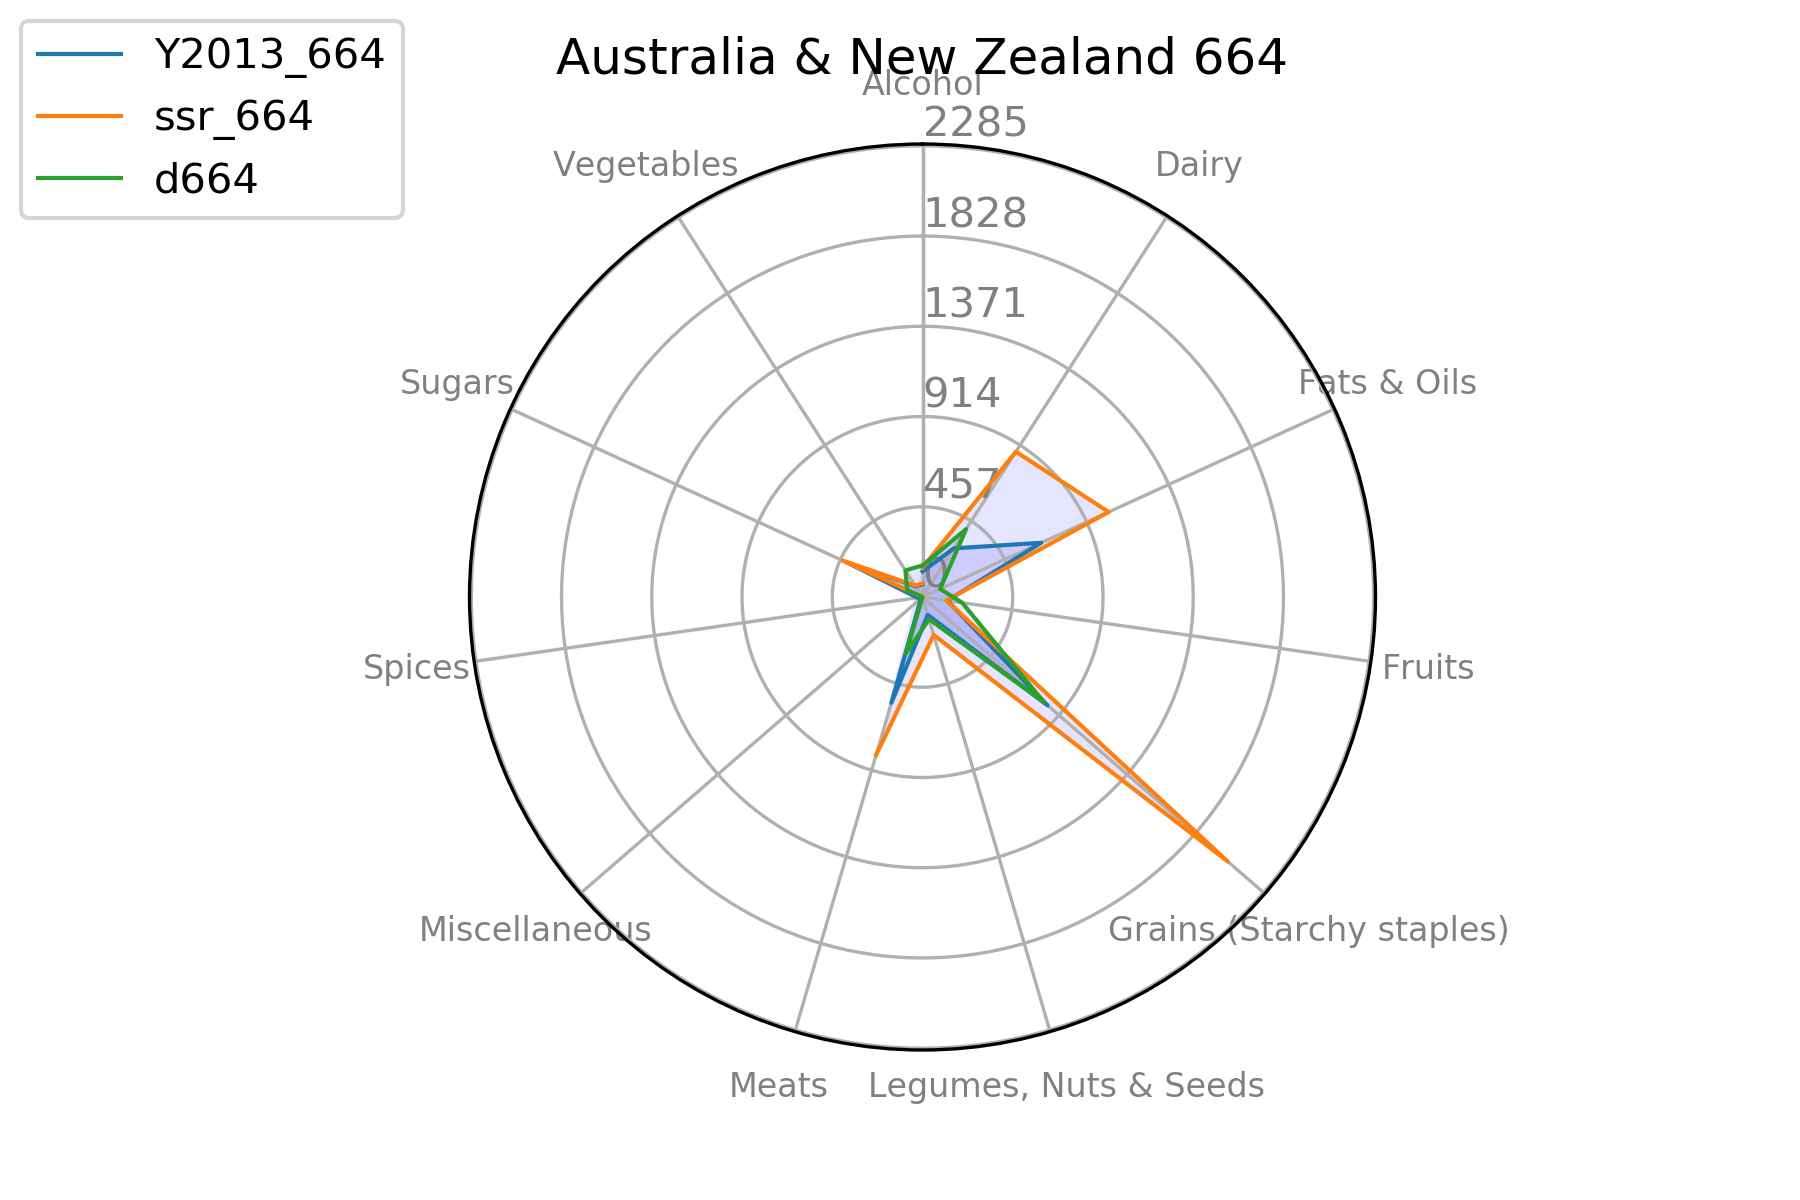 Y2013_664
ssr_664
d664
Australia & New Zealand 664
Alcohol
2285
Vegetables
Dairy
1828
1371
Sugars
Fats & Oils
914
457
0
Spices
Fruits
Miscellaneous
Grains (Starchy staples)
Meats
Legumes, Nuts & Seeds